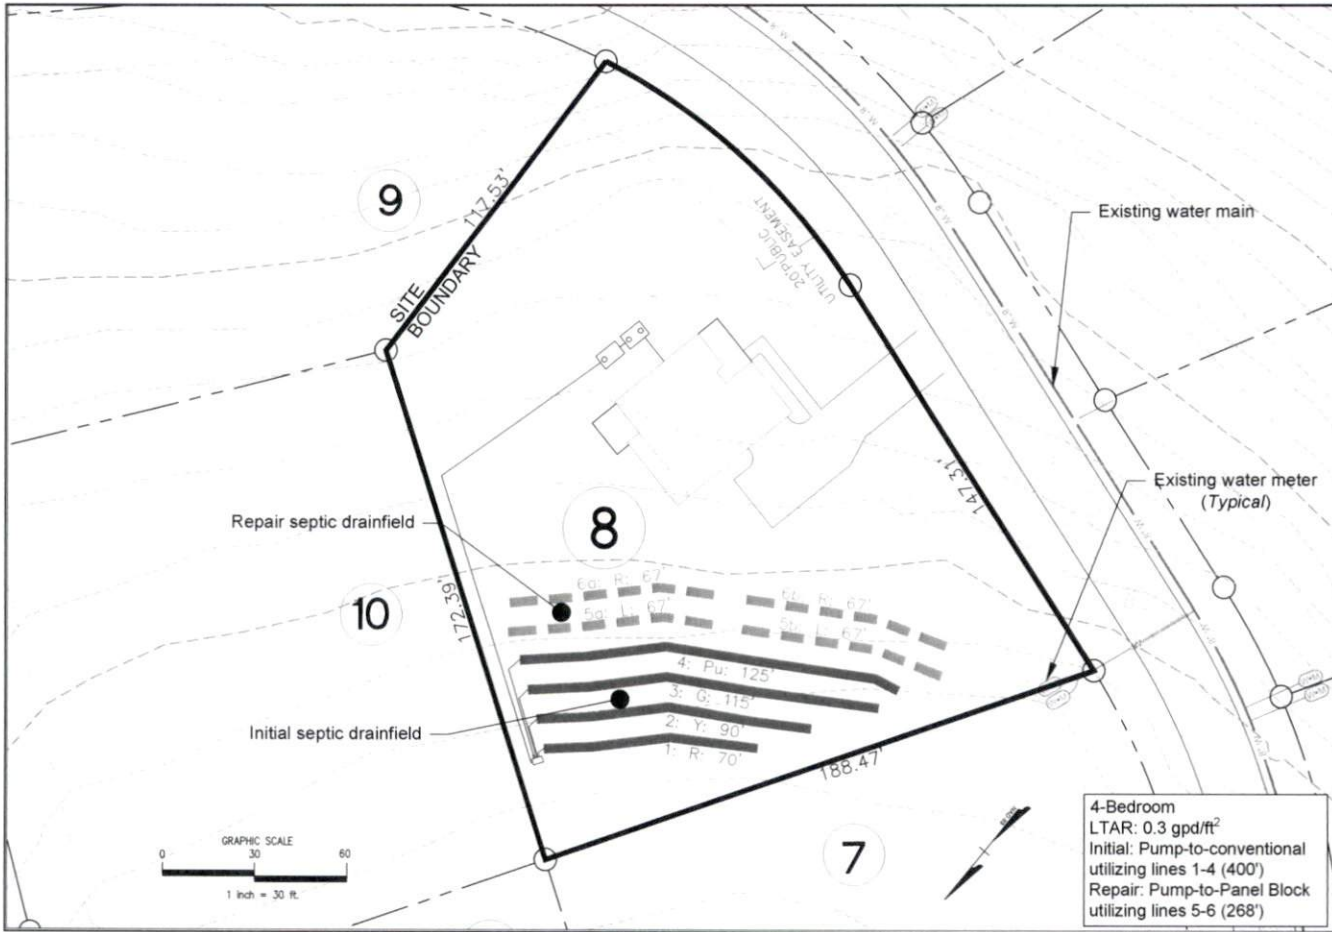 9
117.53'
SITE
BOUNDARY
20' PUBLIC
UTILITY EASEMENT
Existing water main
147.31'
Existing water meter
(Typical)
Repair septic drainfield
8
10
172.39'
6a: R: 67'
5a: L: 67'
4: Pu: 125'
3: G: 115'
2: Y: 90'
1: R: 70'
Initial septic drainfield
188.47'
7
GRAPHIC SCALE
0 30 60
1 inch = 30 ft.
4-Bedroom
LTAR: 0.3 gpd/ft²
Initial: Pump-to-conventional
utilizing lines 1-4 (400')
Repair: Pump-to-Panel Block
utilizing lines 5-6 (268')